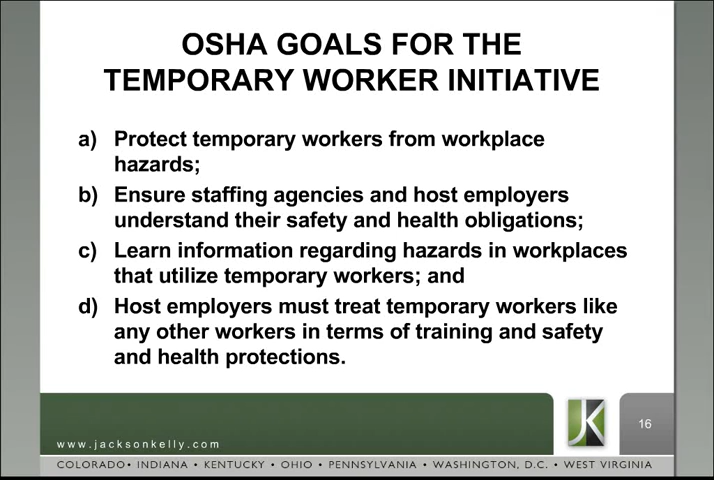 OSHA GOALS FOR THE
TEMPORARY WORKER INITIATIVE
a) Protect temporary workers from workplace
hazards;
b) Ensure staffing agencies and host employers
understand their safety and health obligations;
c) Learn information regarding hazards in workplaces
that utilize temporary workers; and
d) Host employers must treat temporary workers like
any other workers in terms of training and safety
and health protections.
JK
16
www.jacksonkelly.com
COLORADO • INDIANA • KENTUCKY • OHIO • PENNSYLVANIA • WASHINGTON, D.C. • WEST VIRGINIA